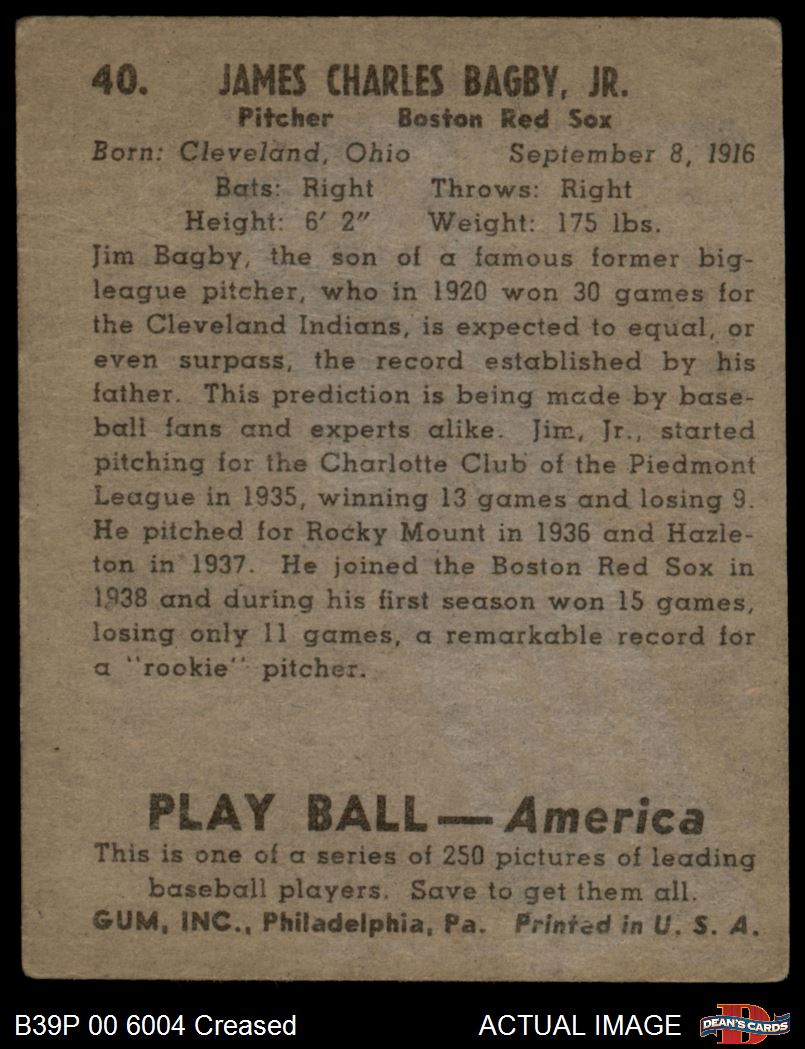 40. JAMES CHARLES BAGBY, JR.
Pitcher Boston Red Sox
Born: Cleveland, Ohio September 8, 1916
Bats: Right Throws: Right
Height: 6′ 2″ Weight: 175 lbs.
Jim Bagby, the son of a famous former big-
league pitcher, who in 1920 won 30 games for
the Cleveland Indians, is expected to equal, or
even surpass, the record established by his
father. This prediction is being made by base-
ball fans and experts alike. Jim, Jr., started
pitching for the Charlotte Club of the Piedmont
League in 1935, winning 13 games and losing 9.
He pitched for Rocky Mount in 1936 and Hazle-
ton in 1937. He joined the Boston Red Sox in
1938 and during his first season won 15 games,
losing only 11 games, a remarkable record for
a "rookie" pitcher.
PLAY BALL—America
This is one of a series of 250 pictures of leading
baseball players. Save to get them all.
GUM, INC., Philadelphia, Pa. Printed in U. S. A.
B39P 00 6004 Creased ACTUAL IMAGE DEAN'S CARDS